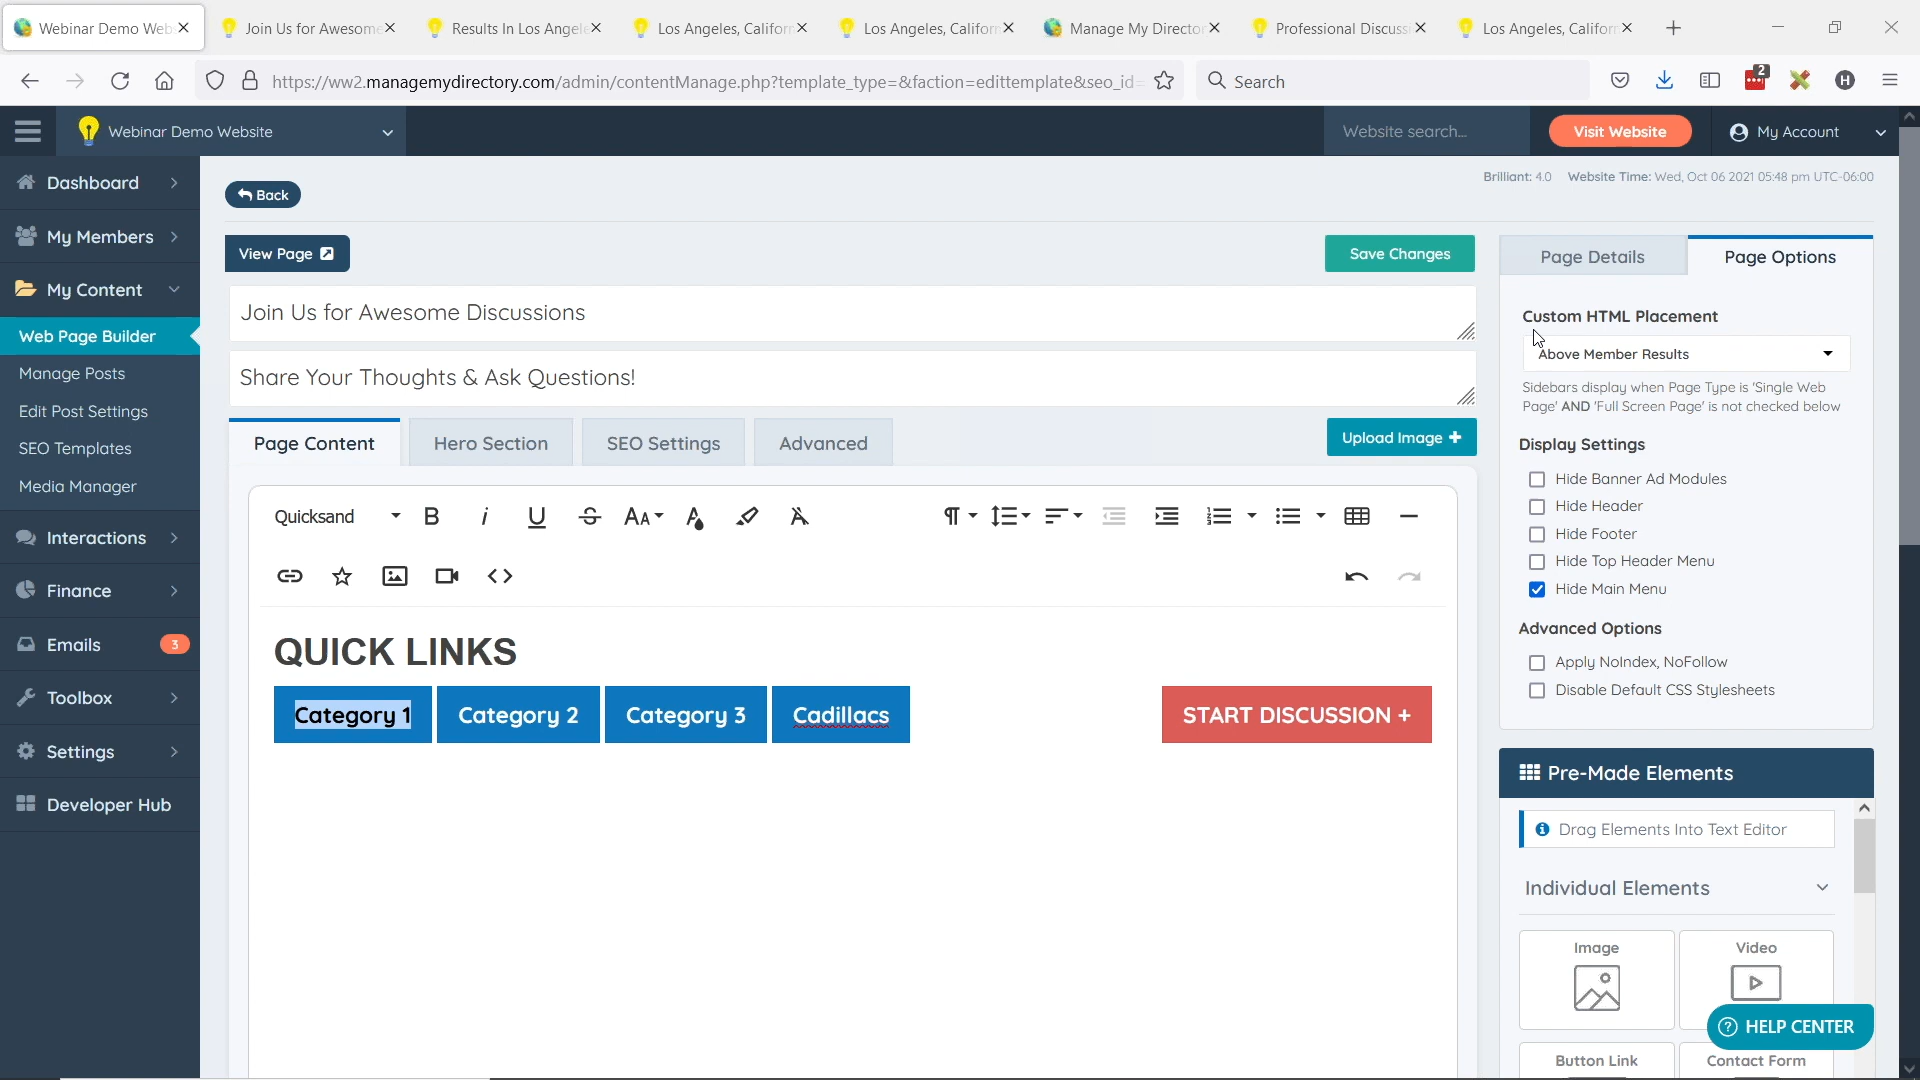 Webinar Demo Web
Join Us for Awesome
Results In Los Angele
Los Angeles, Californ
Los Angeles, Californ
Manage My Director
Professional Discussi
Los Angeles, Californ
https://ww2.managemydirectory.com/admin/contentManage.php?template_type=&faction=edittemplate&seo_id=
Search
2
H
Webinar Demo Website
Website search...
Visit Website
My Account
Dashboard
My Members
My Content
Web Page Builder
Manage Posts
Edit Post Settings
SEO Templates
Media Manager
Interactions
Finance
Emails 3
Toolbox
Settings
Developer Hub
Back
Brilliant: 4.0 Website Time: Wed, Oct 06 2021 05:48 pm UTC-06:00
View Page
Save Changes
Join Us for Awesome Discussions
Share Your Thoughts & Ask Questions!
Page Content
Hero Section
SEO Settings
Advanced
Upload Image +
Quicksand
QUICK LINKS
Category 1
Category 2
Category 3
Cadillacs
START DISCUSSION +
Page Details
Page Options
Custom HTML Placement
Above Member Results
Sidebars display when Page Type is 'Single Web
Page' AND 'Full Screen Page' is not checked below
Display Settings
Hide Banner Ad Modules
Hide Header
Hide Footer
Hide Top Header Menu
Hide Main Menu
Advanced Options
Apply NoIndex, NoFollow
Disable Default CSS Stylesheets
Pre-Made Elements
Drag Elements Into Text Editor
Individual Elements
Image
Video
HELP CENTER
Button Link
Contact Form